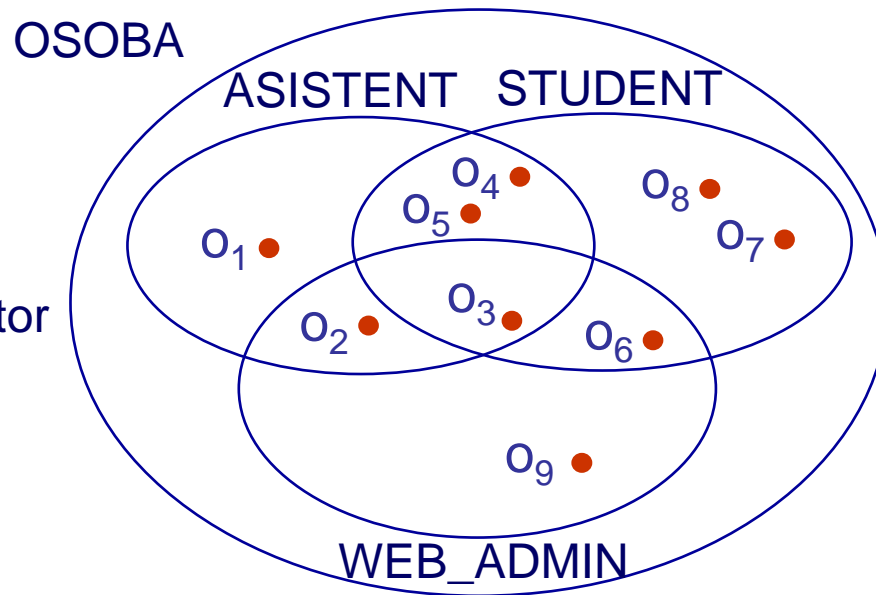 OSOBA
ASISTENT STUDENT
o4 o8
o5
o1 o7
o3
tor
o2 o6
o9
WEB_ADMIN